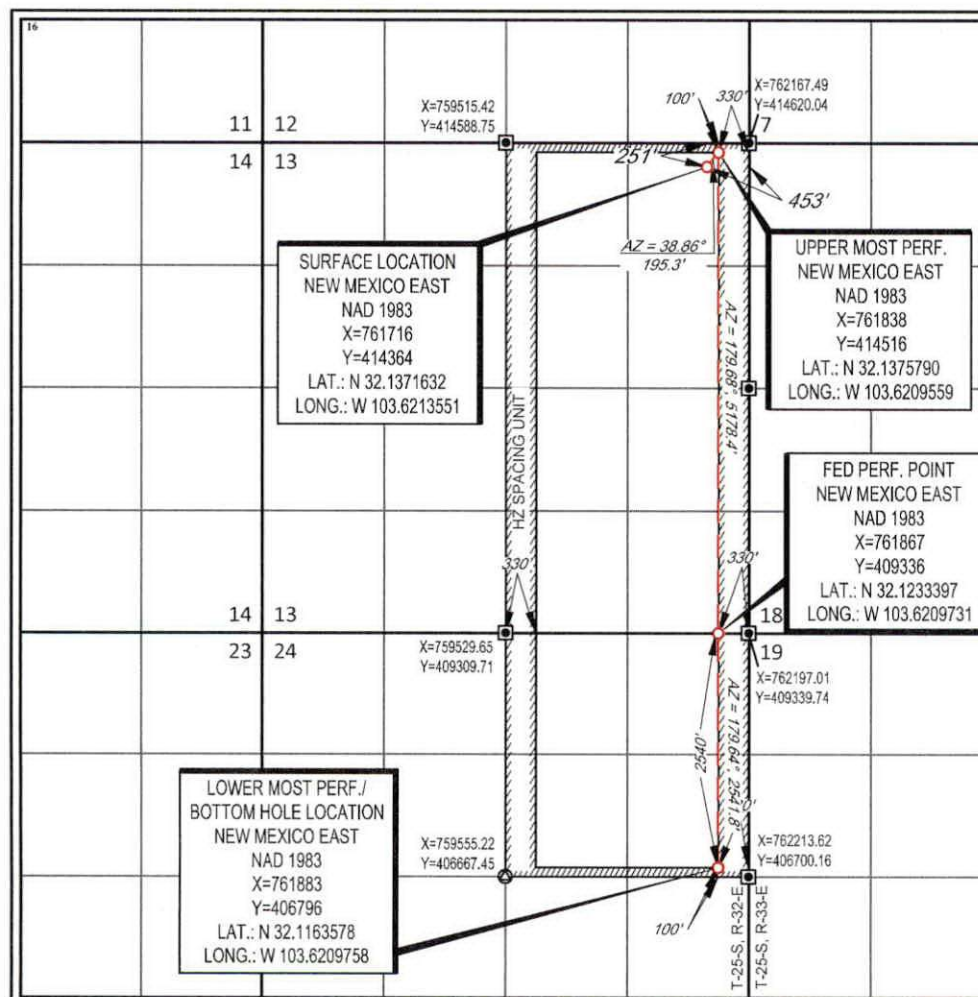 16
X=759515.42
Y=414588.75
100'
330'
X=762167.49
Y=414620.04
11
12
7
14
13
251'
453'
AZ = 38.86°
195.3'
SURFACE LOCATION
NEW MEXICO EAST
NAD 1983
X=761716
Y=414364
LAT.: N 32.1371632
LONG.: W 103.6213551
UPPER MOST PERF.
NEW MEXICO EAST
NAD 1983
X=761838
Y=414516
LAT.: N 32.1375790
LONG.: W 103.6209559
AZ = 179.68°, 5178.4'
HZ SPACING UNIT
FED PERF. POINT
NEW MEXICO EAST
NAD 1983
X=761867
Y=409336
LAT.: N 32.1233397
LONG.: W 103.6209731
330'
330'
14
13
18
23
24
19
X=759529.65
Y=409309.71
X=762197.01
Y=409339.74
2540'
AZ = 179.64°, 2541.8'
LOWER MOST PERF./
BOTTOM HOLE LOCATION
NEW MEXICO EAST
NAD 1983
X=761883
Y=406796
LAT.: N 32.1163578
LONG.: W 103.6209758
X=759555.22
Y=406667.45
X=762213.62
Y=406700.16
100'
T-25-S, R-32-E
T-25-S, R-33-E